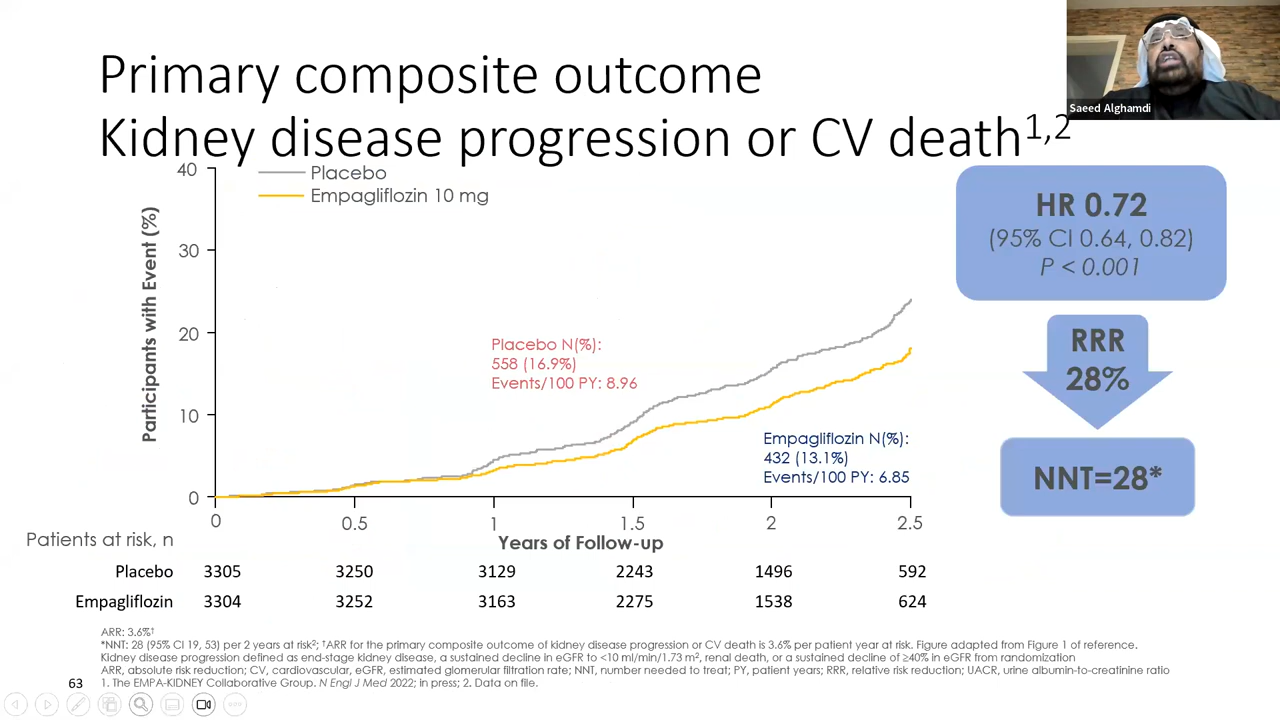 Primary composite outcome
Kidney disease progression or CV death1,2
Saeed Alghamdi
Placebo
Empagliflozin 10 mg
Participants with Event (%)
40
30
20
10
0
Placebo N(%):
558 (16.9%)
Events/100 PY: 8.96
Empagliflozin N(%):
432 (13.1%)
Events/100 PY: 6.85
0 0.5 1 1.5 2 2.5
Years of Follow-up
HR 0.72
(95% CI 0.64, 0.82)
P < 0.001
RRR
28%
NNT=28*
Patients at risk, n
Placebo 3305 3250 3129 2243 1496 592
Empagliflozin 3304 3252 3163 2275 1538 624
ARR: 3.6%†
*NNT: 28 (95% CI 19, 53) per 2 years at risk2; †ARR for the primary composite outcome of kidney disease progression or CV death is 3.6% per patient year at risk. Figure adapted from Figure 1 of reference.
Kidney disease progression defined as end-stage kidney disease, a sustained decline in eGFR to <10 ml/min/1.73 m2, renal death, or a sustained decline of ≥40% in eGFR from randomization
ARR, absolute risk reduction; CV, cardiovascular, eGFR, estimated glomerular filtration rate; NNT, number needed to treat; PY, patient years; RRR, relative risk reduction; UACR, urine albumin-to-creatinine ratio
1. The EMPA-KIDNEY Collaborative Group. N Engl J Med 2022; in press; 2. Data on file.
63